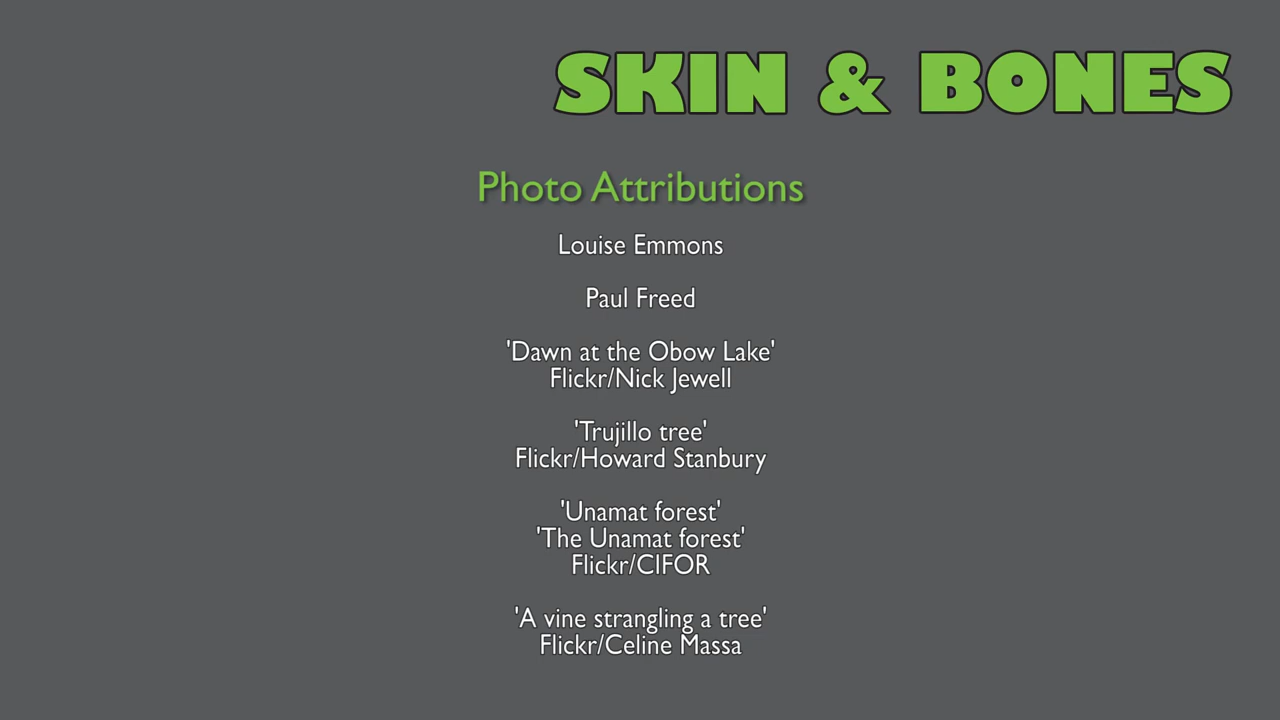 SKIN & BONES
Photo Attributions
Louise Emmons
Paul Freed
'Dawn at the Obow Lake'
Flickr/Nick Jewell
'Trujillo tree'
Flickr/Howard Stanbury
'Unamat forest'
'The Unamat forest'
Flickr/CIFOR
'A vine strangling a tree'
Flickr/Celine Massa